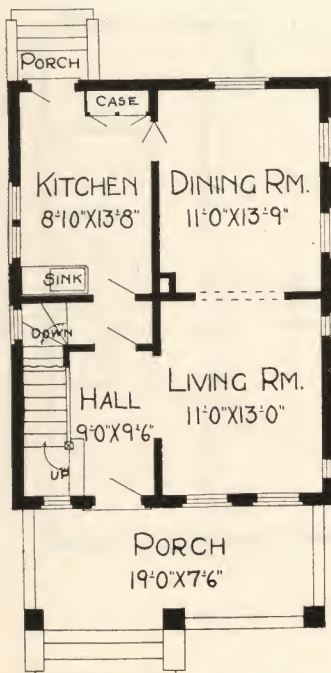 PORCH
CASE
KITCHEN
8'-10"X13'-8"
DINING RM.
11'-0"X13'-9"
SINK
DOWN
LIVING RM.
11'-0"X13'-0"
HALL
9'-0"X9'-6"
UP
PORCH
19'-0"X7'-6"